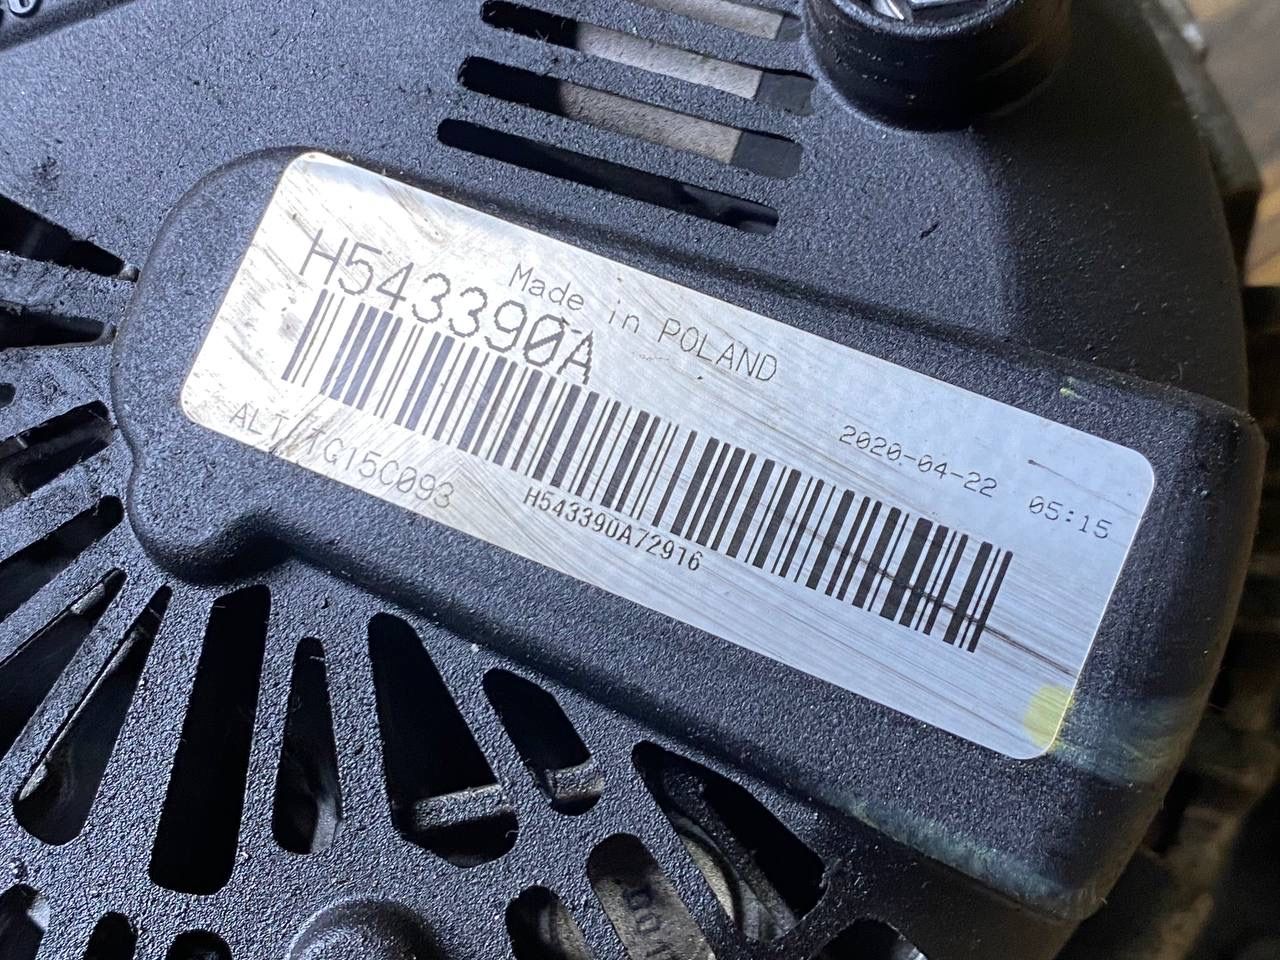 Made in POLAND
H543390A
2020-04-22 05:15
ALT TG15C093
H543390A72916